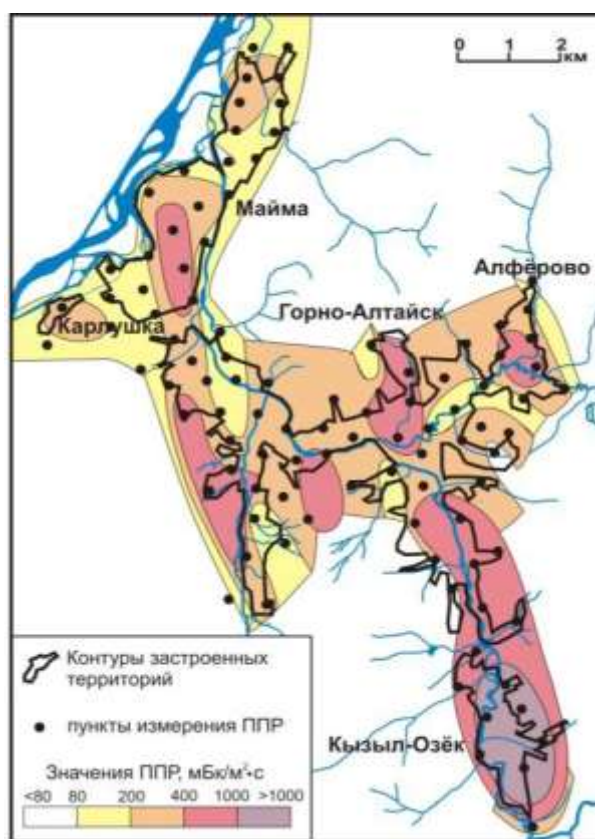 0 1 2
км
Майма
Алфёрово
Горно-Алтайск
Карлушка
Кызыл-Озёк
Контуры застроенных
территорий
пункты измерения ППР
Значения ППР, мБк/м²•с
<80 80 200 400 1000 >1000